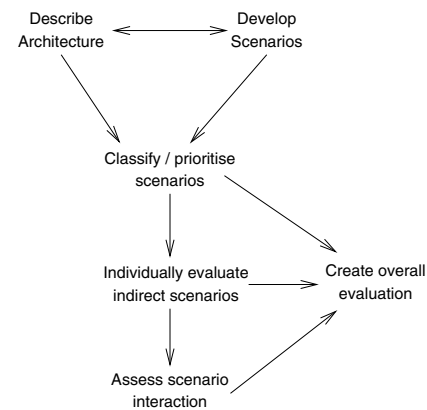 Describe
Architecture
Develop
Scenarios
Classify / prioritise
scenarios
Individually evaluate
indirect scenarios
Create overall
evaluation
Assess scenario
interaction